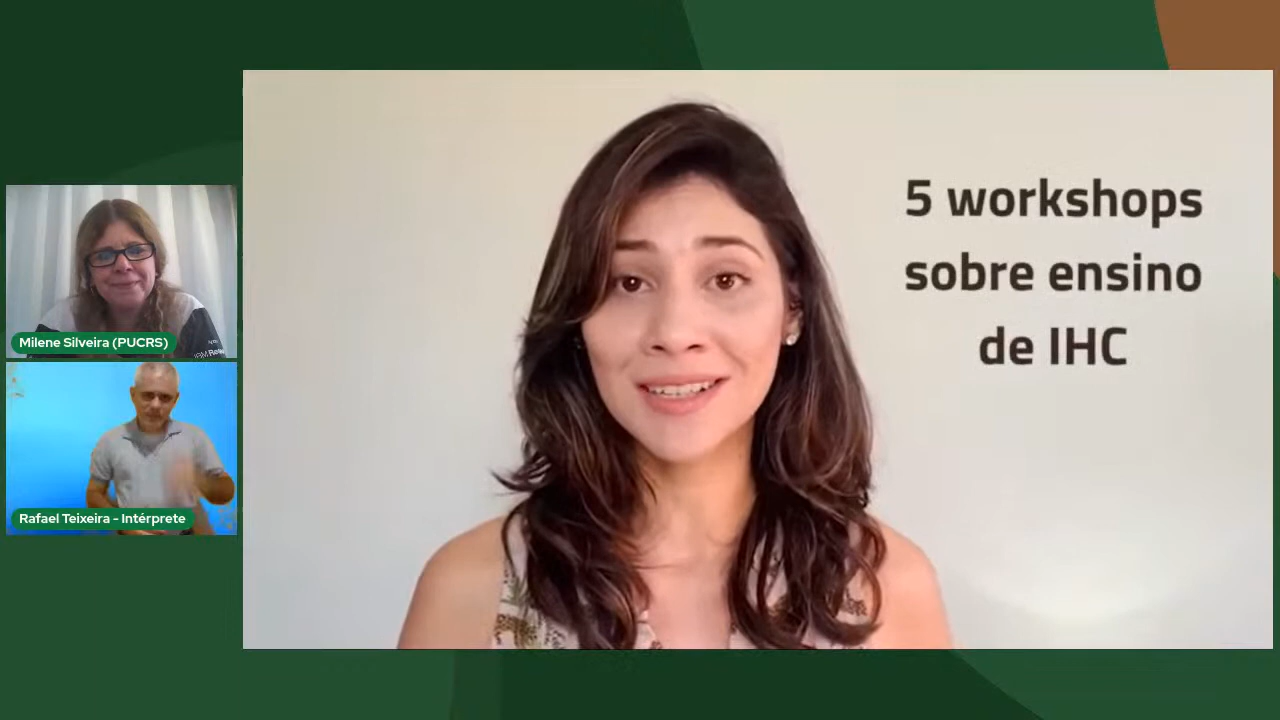 5 workshops
sobre ensino
de IHC
Milene Silveira (PUCRS)
Rafael Teixeira - Intérprete